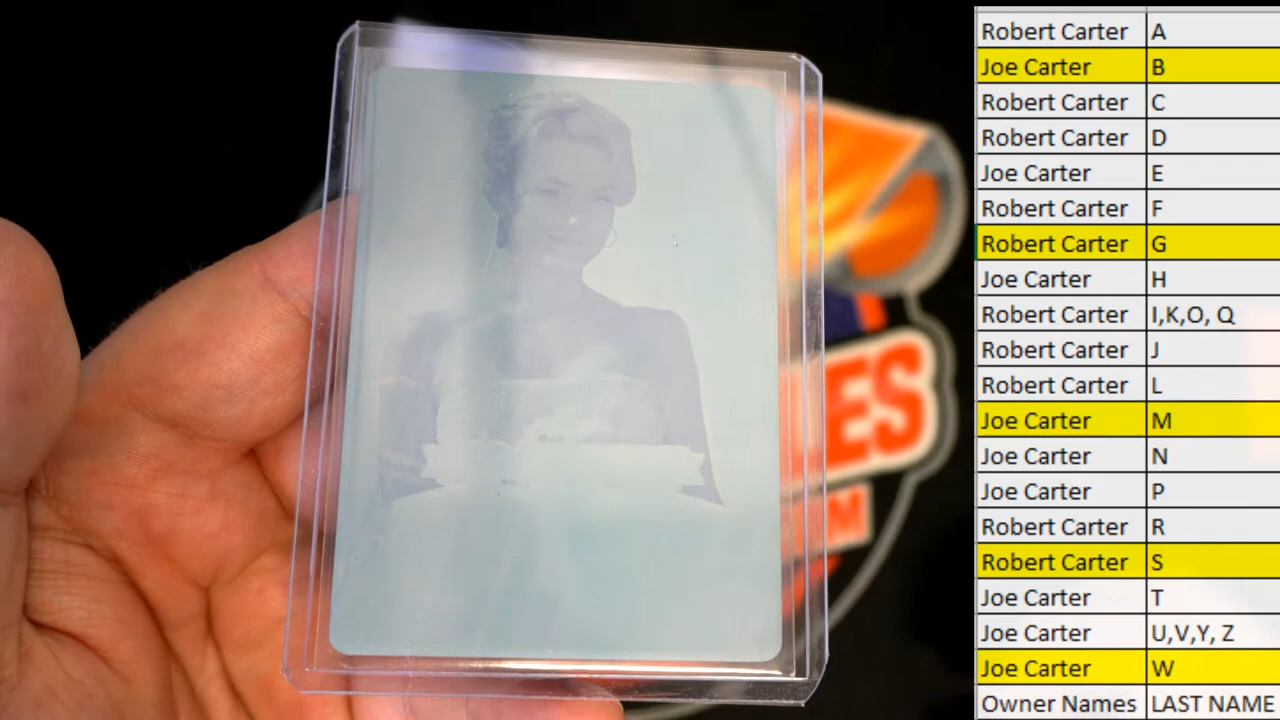 Robert Carter A
Joe Carter B
Robert Carter C
Robert Carter D
Joe Carter E
Robert Carter F
Robert Carter G
Joe Carter H
Robert Carter I,K,O, Q
Robert Carter J
Robert Carter L
Joe Carter M
Joe Carter N
Joe Carter P
Robert Carter R
Robert Carter S
Joe Carter T
Joe Carter U,V,Y, Z
Joe Carter W
Owner Names LAST NAME
ES
M